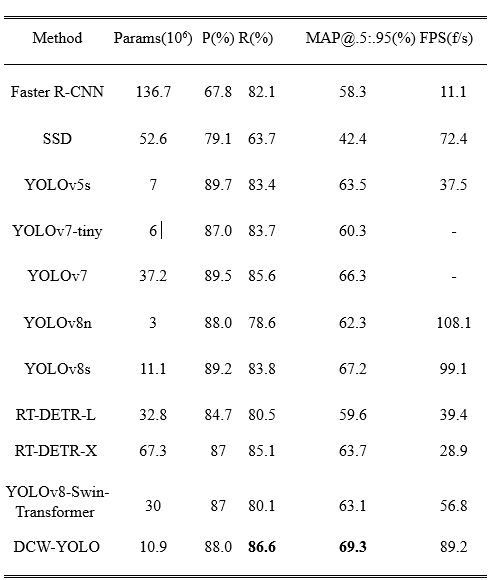 Method Params(10⁶) P(%) R(%) MAP@.5:.95(%) FPS(f/s)
Faster R-CNN 136.7 67.8 82.1 58.3 11.1
SSD 52.6 79.1 63.7 42.4 72.4
YOLOv5s 7 89.7 83.4 63.5 37.5
YOLOv7-tiny 6 87.0 83.7 60.3 -
YOLOv7 37.2 89.5 85.6 66.3 -
YOLOv8n 3 88.0 78.6 62.3 108.1
YOLOv8s 11.1 89.2 83.8 67.2 99.1
RT-DETR-L 32.8 84.7 80.5 59.6 39.4
RT-DETR-X 67.3 87 85.1 63.7 28.9
YOLOv8-Swin-
Transformer 30 87 80.1 63.1 56.8
DCW-YOLO 10.9 88.0 86.6 69.3 89.2